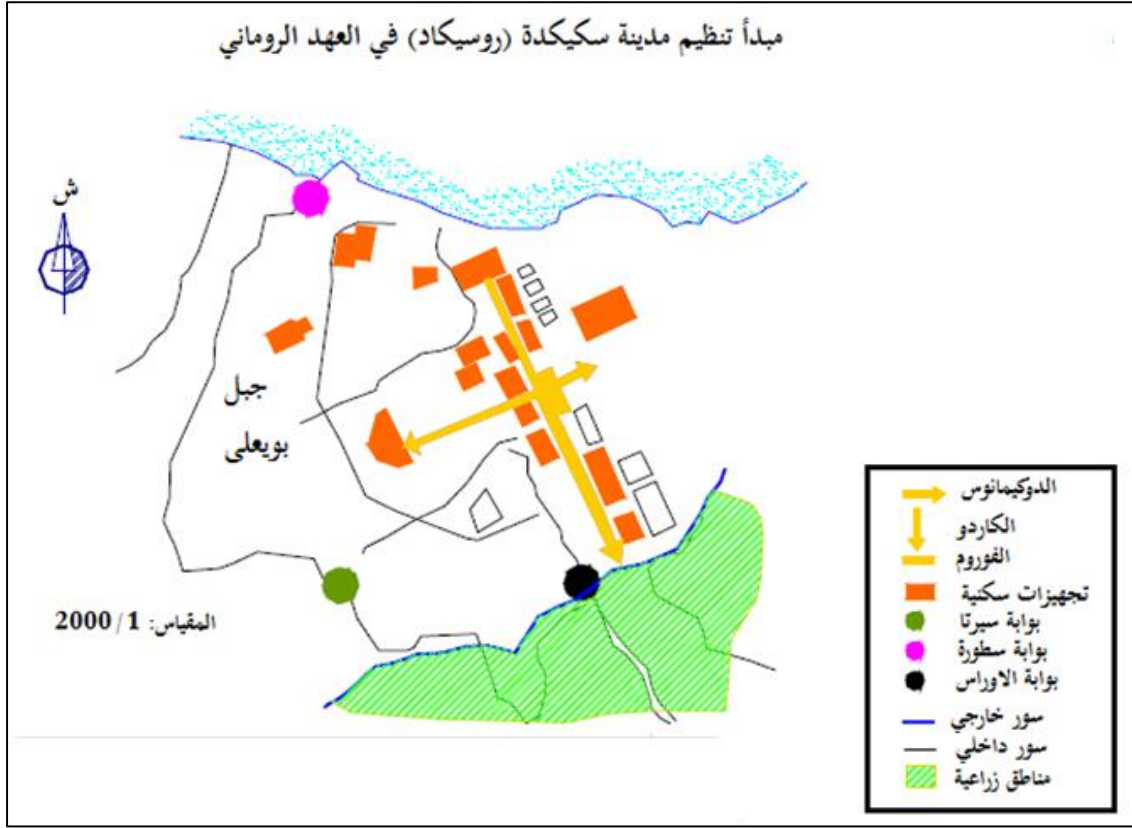 مبدأ تنظيم مدينة سكيكدة (روسيكاد) في العهد الروماني
ش
جبل
بويعلى
المقياس: 1/ 2000
الدوكيمانوس
الكاردو
الفوروم
تجهيزات سكنية
بوابة سيرتا
بوابة سطورة
بوابة الاوراس
سور خارجي
سور داخلي
مناطق زراعية